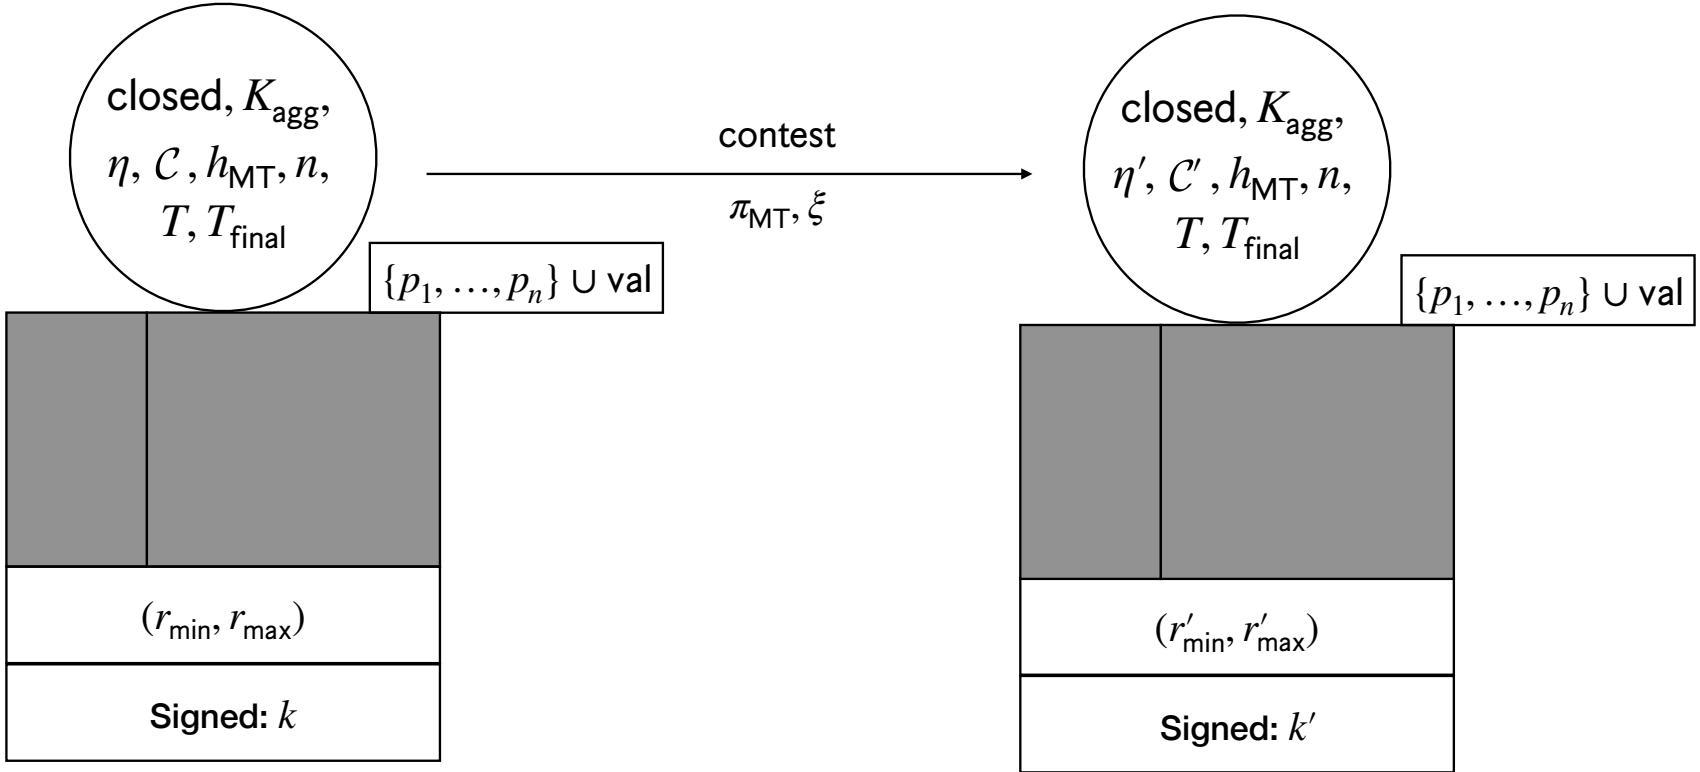 closed, K_agg,
η, 𝒞, h_MT, n,
T, T_final
{p_1, …, p_n} ∪ val
(r_min, r_max)
Signed: k
contest
π_MT, ξ
closed, K_agg,
η′, 𝒞′, h_MT, n,
T, T_final
{p_1, …, p_n} ∪ val
(r′_min, r′_max)
Signed: k′